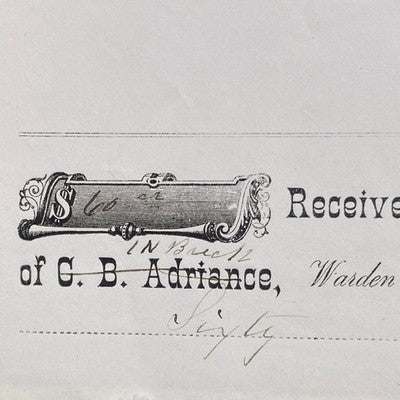 $ 60 Receive
IN Buck
of C. B. Adriance, Warden
Sixty